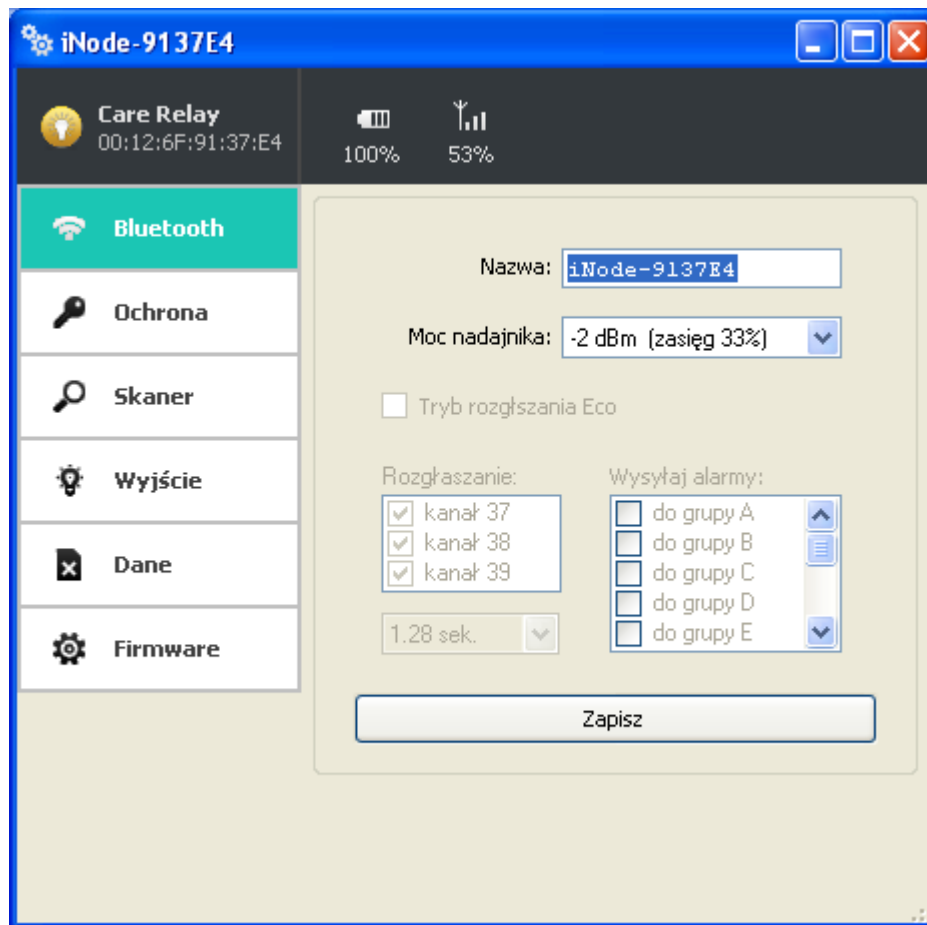 iNode-9137E4
Care Relay
00:12:6F:91:37:E4
100%
53%
Bluetooth
Ochrona
Skaner
Wyjście
Dane
Firmware
Nazwa: iNode-9137E4
Moc nadajnika: -2 dBm (zasięg 33%)
Tryb rozgłszania Eco
Rozgłaszanie:
kanał 37
kanał 38
kanał 39
1.28 sek.
Wysyłaj alarmy:
do grupy A
do grupy B
do grupy C
do grupy D
do grupy E
Zapisz